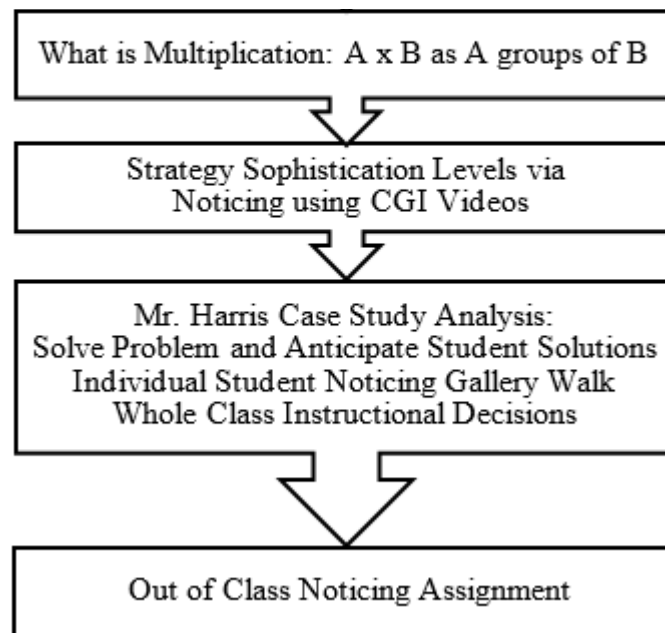 What is Multiplication: A x B as A groups of B
Strategy Sophistication Levels via
Noticing using CGI Videos
Mr. Harris Case Study Analysis:
Solve Problem and Anticipate Student Solutions
Individual Student Noticing Gallery Walk
Whole Class Instructional Decisions
Out of Class Noticing Assignment